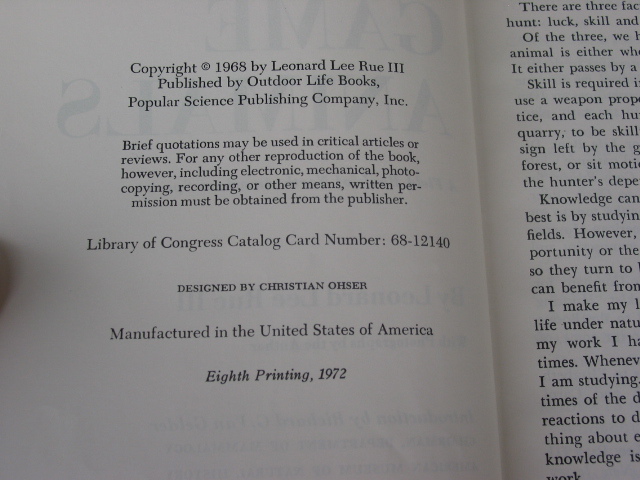 Copyright © 1968 by Leonard Lee Rue III
Published by Outdoor Life Books,
Popular Science Publishing Company, Inc.
Brief quotations may be used in critical articles or
reviews. For any other reproduction of the book,
however, including electronic, mechanical, photo-
copying, recording, or other means, written per-
mission must be obtained from the publisher.
Library of Congress Catalog Card Number: 68-12140
DESIGNED BY CHRISTIAN OHSER
Manufactured in the United States of America
Eighth Printing, 1972
There are three fac
hunt: luck, skill and
Of the three, we h
animal is either whe
It either passes by a
Skill is required i
use a weapon prope
tice, and each hu
quarry, to be skill
sign left by the g
forest, or sit moti
the hunter's depe
Knowledge can
best is by studyin
fields. However,
portunity or the
so they turn to
can benefit from
I make my l
life under natu
my work I ha
times. Wheneve
I am studying.
times of the d
reactions to d
thing about e
knowledge is
work